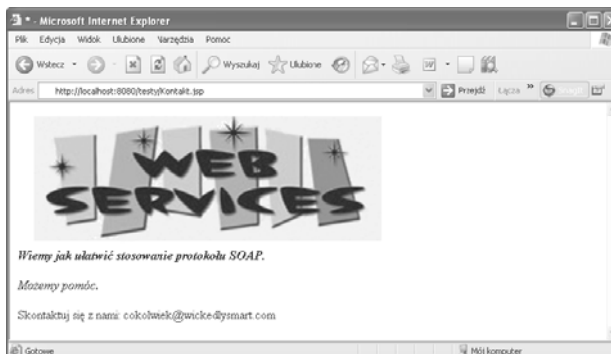 * - Microsoft Internet Explorer
Plik Edycja Widok Ulubione Narzędzia Pomoc
Wstecz Wyszukaj Ulubione
Adres http://localhost:8080/testy/Kontakt.jsp Przejdź Łącza »
WEB
SERVICES
Wiemy jak ułatwić stosowanie protokołu SOAP.
Możemy pomóc.
Skontaktuj się z nami: cokolwiek@wickedlysmart.com
Gotowe Mój komputer